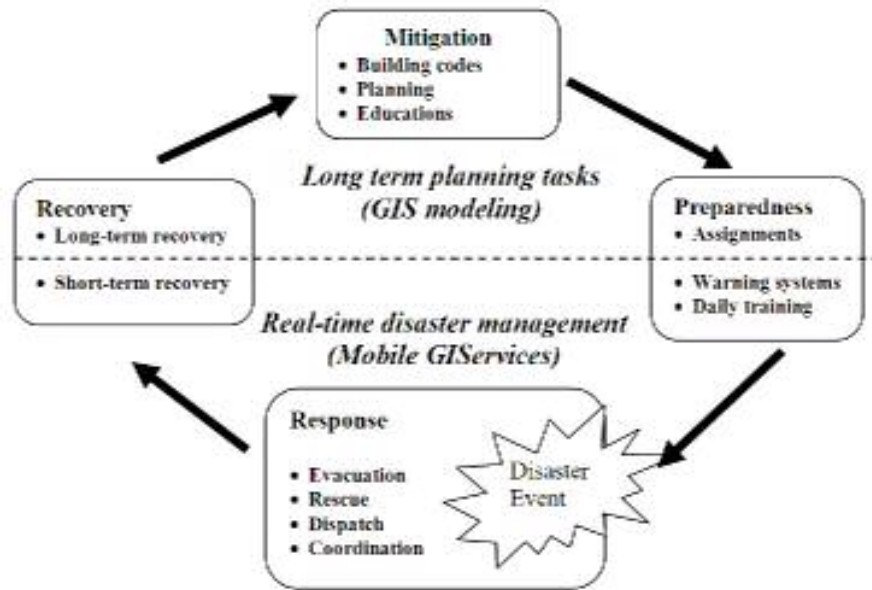 Mitigation
• Building codes
• Planning
• Educations
Long term planning tasks
(GIS modeling)
Recovery
• Long-term recovery
• Short-term recovery
Preparedness
• Assignments
• Warning systems
• Daily training
Real-time disaster management
(Mobile GIServices)
Response
• Evacuation
• Rescue
• Dispatch
• Coordination
Disaster
Event